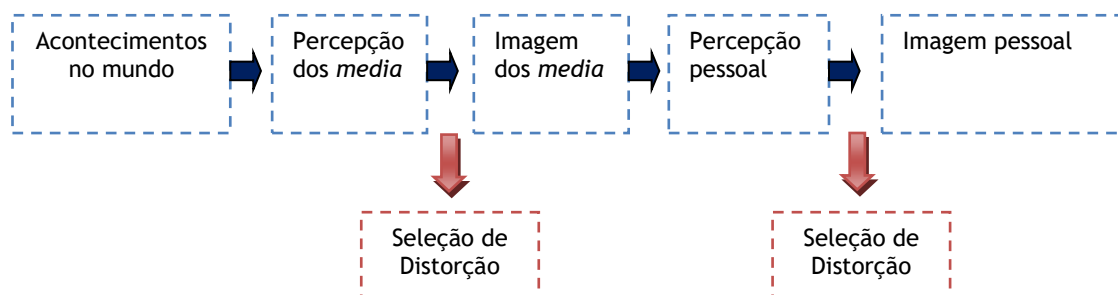 Acontecimentos
no mundo
Percepção
dos media
Imagem
dos media
Percepção
pessoal
Imagem pessoal
Seleção de
Distorção
Seleção de
Distorção